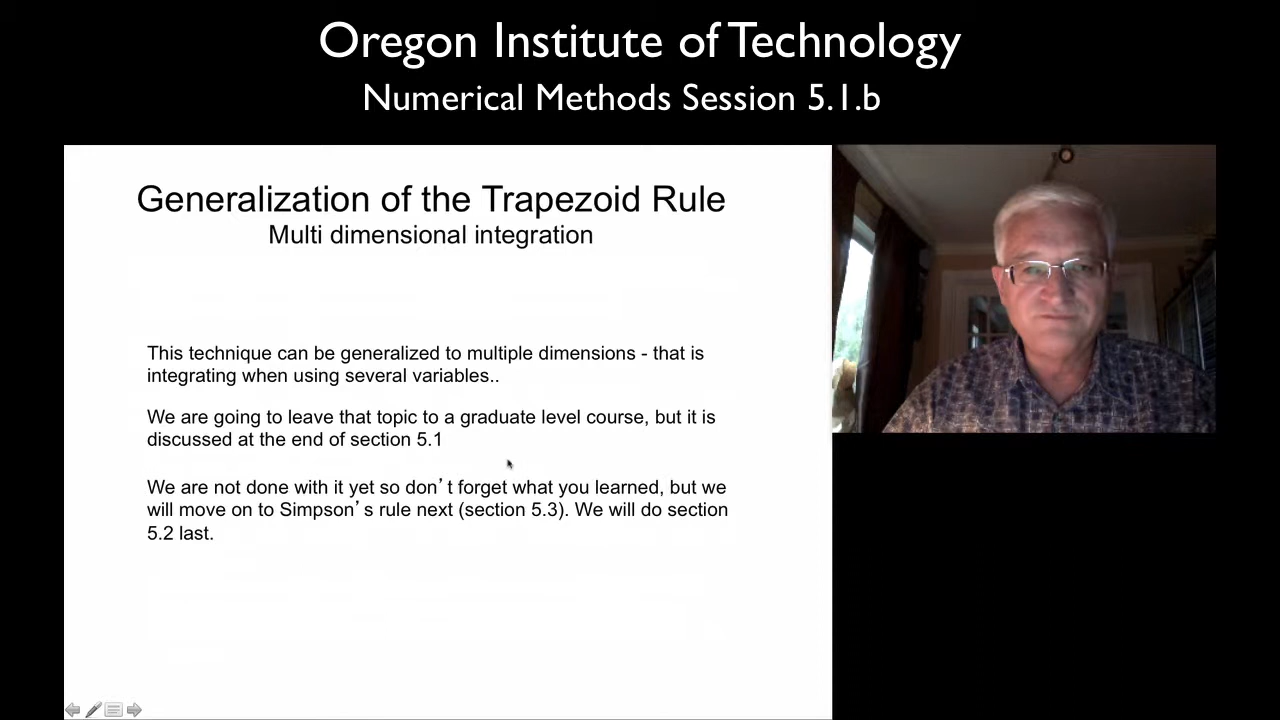 Oregon Institute of Technology
Numerical Methods Session 5.1.b
Generalization of the Trapezoid Rule
Multi dimensional integration
This technique can be generalized to multiple dimensions - that is
integrating when using several variables..
We are going to leave that topic to a graduate level course, but it is
discussed at the end of section 5.1
We are not done with it yet so don’t forget what you learned, but we
will move on to Simpson’s rule next (section 5.3). We will do section
5.2 last.